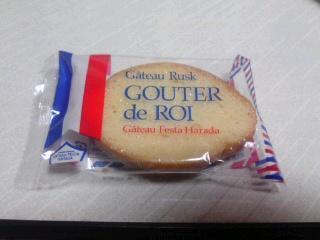 Gâteau Rusk
GOUTER
de ROI
Gâteau Festa Harada